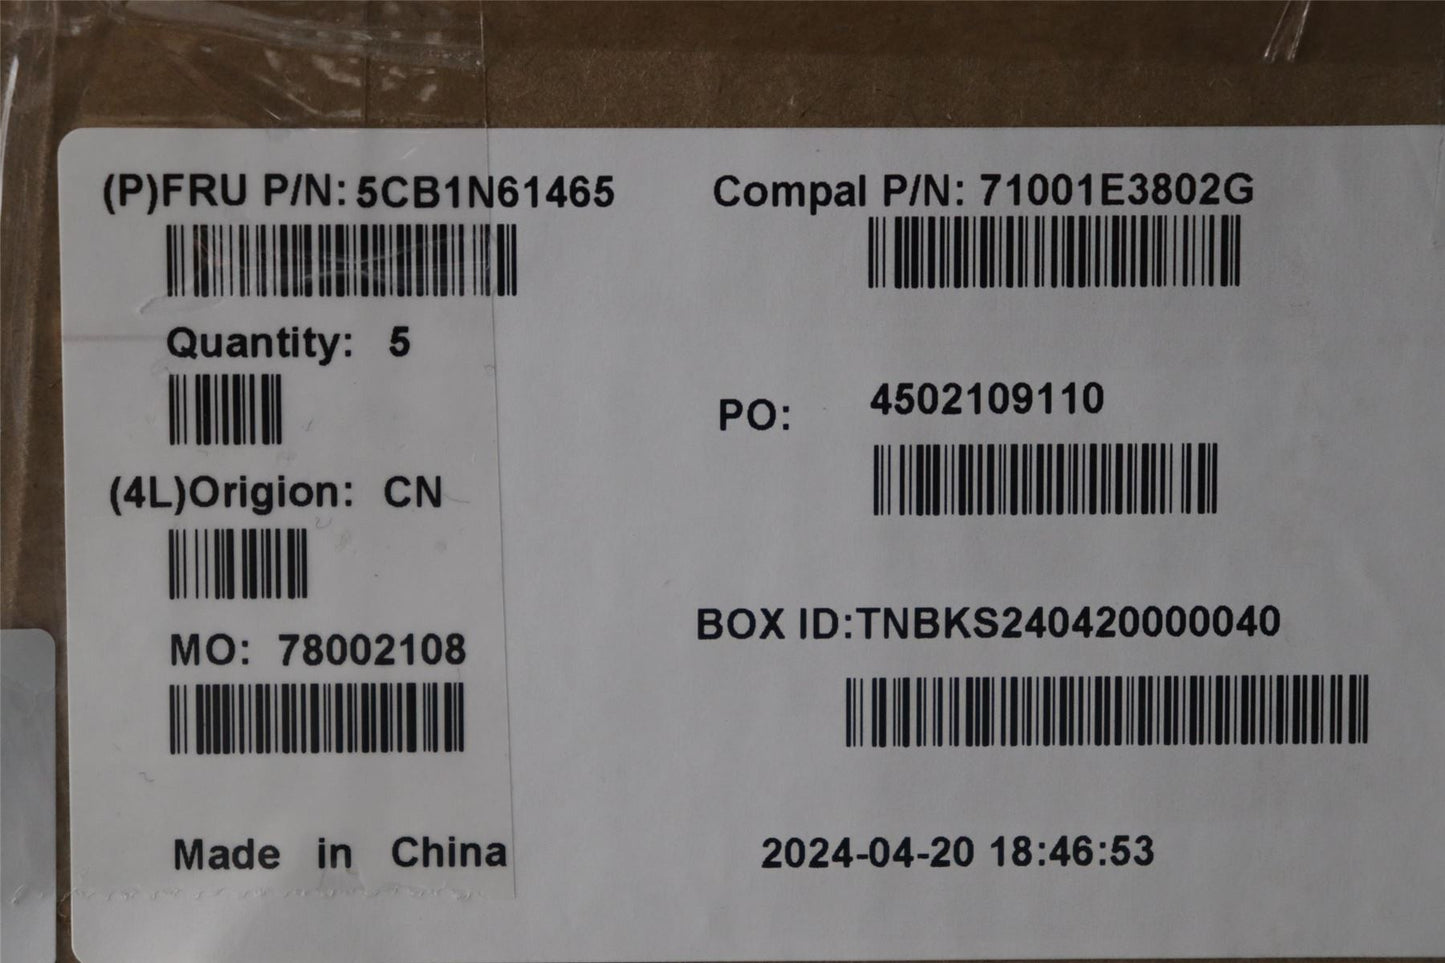 (P)FRU P/N: 5CB1N61465
Compal P/N: 71001E3802G
Quantity: 5
PO: 4502109110
(4L)Origion: CN
BOX ID:TNBKS240420000040
MO: 78002108
Made in China
2024-04-20 18:46:53